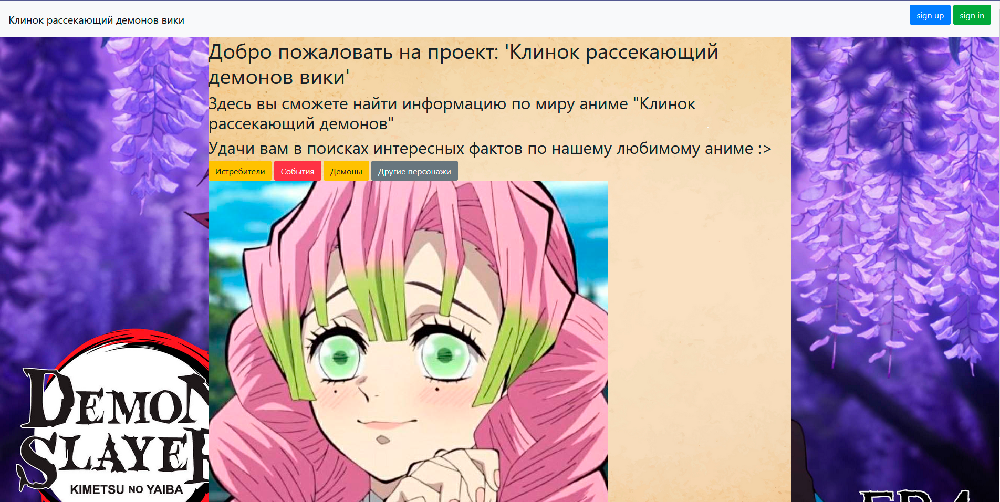 Клинок рассекающий демонов вики
sign up
sign in
Добро пожаловать на проект: 'Клинок рассекающий
демонов вики'
Здесь вы сможете найти информацию по миру аниме "Клинок
рассекающий демонов"
Удачи вам в поисках интересных фактов по нашему любимому аниме :>
Истребители
События
Демоны
Другие персонажи
DEMON
SLAYER
KIMETSU NO YAIBA